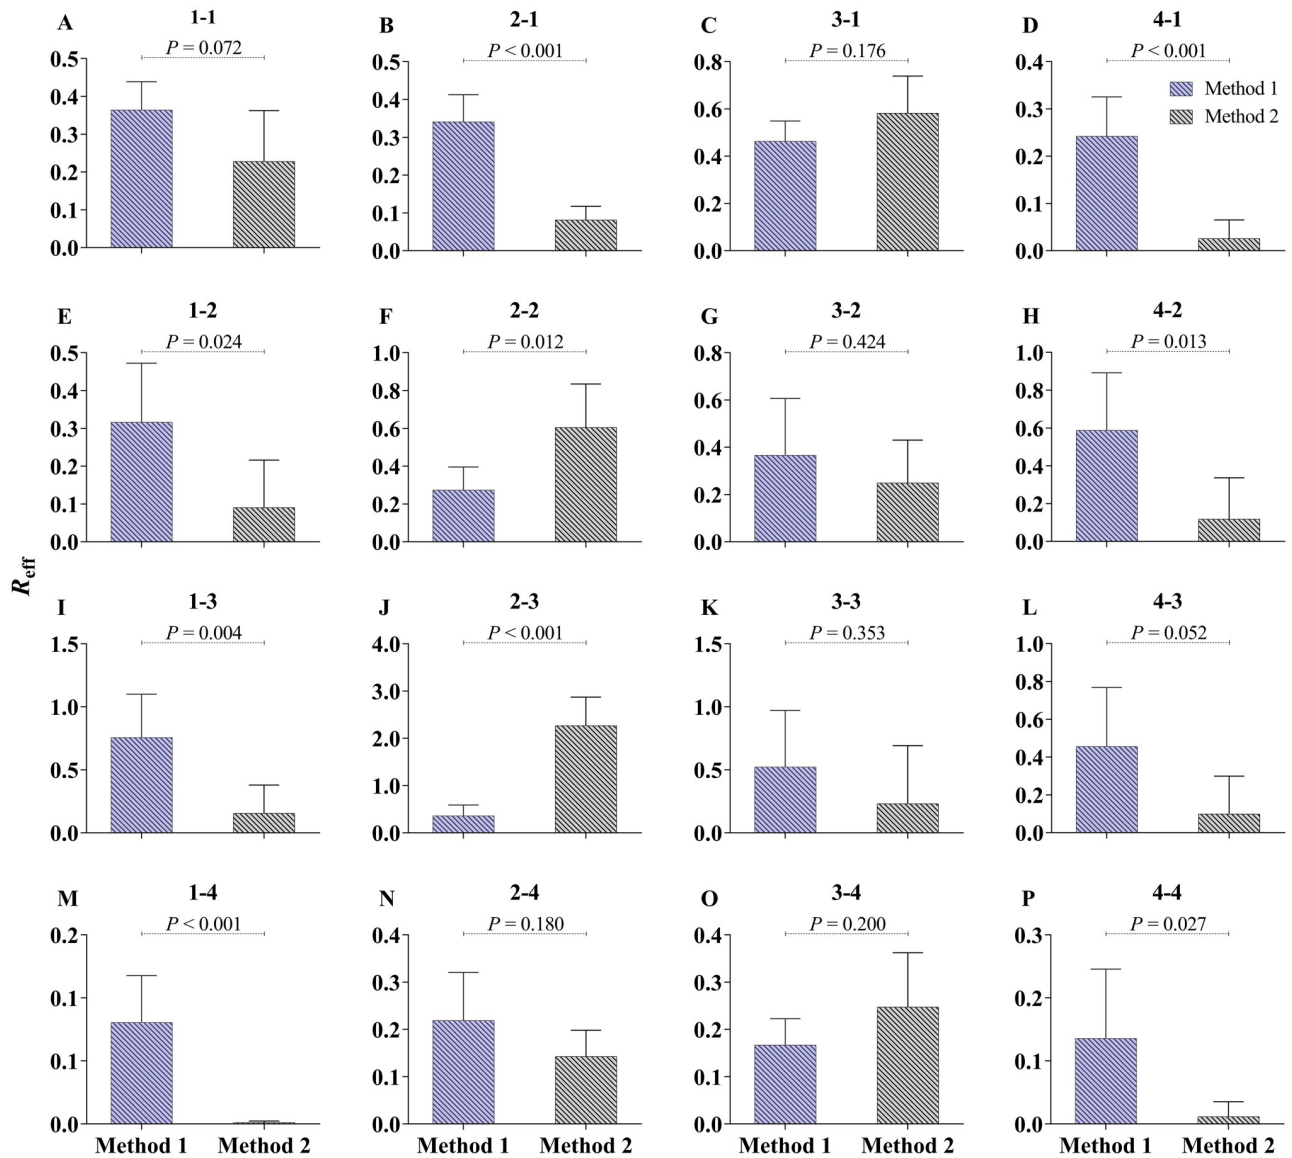 A 1-1
P = 0.072
0.5
0.4
0.3
0.2
0.1
0.0
B 2-1
P < 0.001
0.5
0.4
0.3
0.2
0.1
0.0
C 3-1
P = 0.176
0.8
0.6
0.4
0.2
0.0
D 4-1
P < 0.001
0.4
0.3
0.2
0.1
0.0
Method 1
Method 2
E 1-2
P = 0.024
0.5
0.4
0.3
0.2
0.1
0.0
F 2-2
P = 0.012
1.0
0.8
0.6
0.4
0.2
0.0
G 3-2
P = 0.424
0.8
0.6
0.4
0.2
0.0
H 4-2
P = 0.013
1.0
0.8
0.6
0.4
0.2
0.0
Reff
I 1-3
P = 0.004
1.5
1.0
0.5
0.0
J 2-3
P < 0.001
4.0
3.0
2.0
1.0
0.0
K 3-3
P = 0.353
1.5
1.0
0.5
0.0
L 4-3
P = 0.052
1.0
0.8
0.6
0.4
0.2
0.0
M 1-4
P < 0.001
0.2
0.1
0.1
0.0
Method 1 Method 2
N 2-4
P = 0.180
0.4
0.3
0.2
0.1
0.0
Method 1 Method 2
O 3-4
P = 0.200
0.4
0.3
0.2
0.1
0.0
Method 1 Method 2
P 4-4
P = 0.027
0.3
0.2
0.1
0.0
Method 1 Method 2